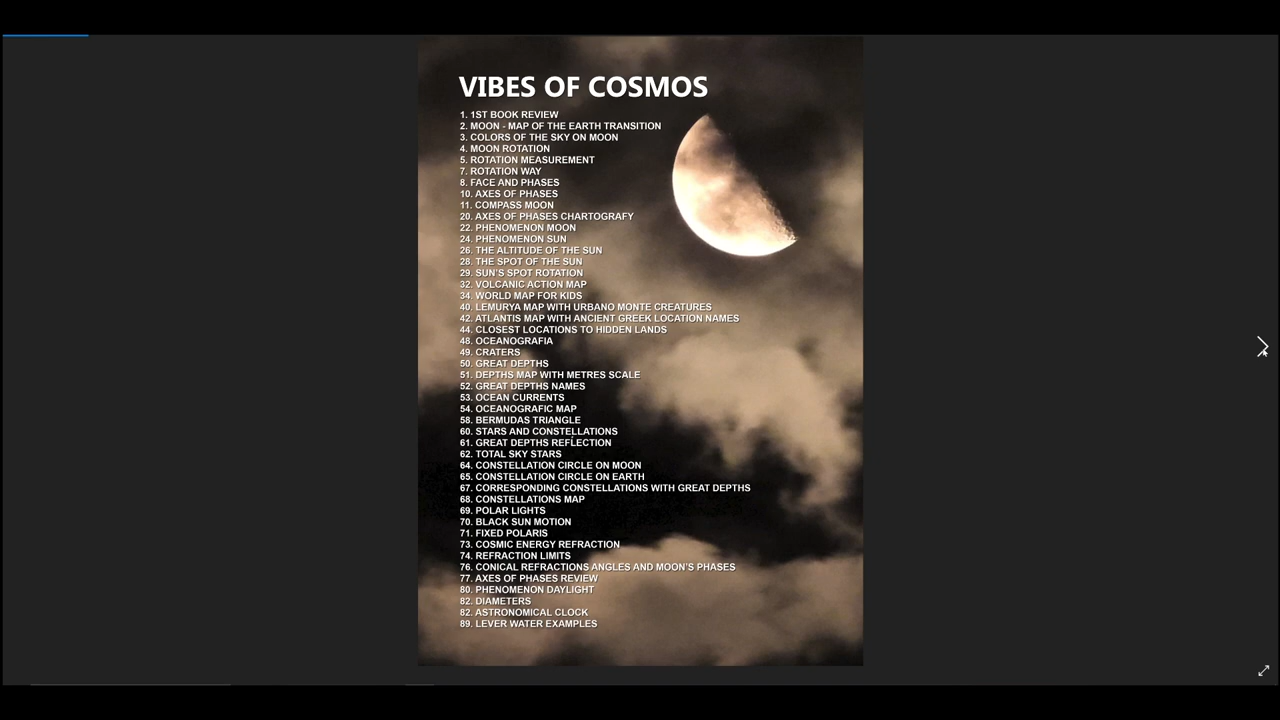 VIBES OF COSMOS
1. 1ST BOOK REVIEW
2. MOON - MAP OF THE EARTH TRANSITION
3. COLORS OF THE SKY ON MOON
4. MOON ROTATION
5. ROTATION MEASUREMENT
7. ROTATION WAY
8. FACE AND PHASES
10. AXES OF PHASES
11. COMPASS MOON
20. AXES OF PHASES CHARTOGRAFY
22. PHENOMENON MOON
24. PHENOMENON SUN
26. THE ALTITUDE OF THE SUN
28. THE SPOT OF THE SUN
29. SUN'S SPOT ROTATION
32. VOLCANIC ACTION MAP
34. WORLD MAP FOR KIDS
40. LEMURYA MAP WITH URBANO MONTE CREATURES
42. ATLANTIS MAP WITH ANCIENT GREEK LOCATION NAMES
44. CLOSEST LOCATIONS TO HIDDEN LANDS
48. OCEANOGRAFIA
49. CRATERS
50. GREAT DEPTHS
51. DEPTHS MAP WITH METRES SCALE
52. GREAT DEPTHS NAMES
53. OCEAN CURRENTS
54. OCEANOGRAFIC MAP
58. BERMUDAS TRIANGLE
60. STARS AND CONSTELLATIONS
61. GREAT DEPTHS REFLECTION
62. TOTAL SKY STARS
64. CONSTELLATION CIRCLE ON MOON
65. CONSTELLATION CIRCLE ON EARTH
67. CORRESPONDING CONSTELLATIONS WITH GREAT DEPTHS
68. CONSTELLATIONS MAP
69. POLAR LIGHTS
70. BLACK SUN MOTION
71. FIXED POLARIS
73. COSMIC ENERGY REFRACTION
74. REFRACTION LIMITS
76. CONICAL REFRACTIONS ANGLES AND MOON'S PHASES
77. AXES OF PHASES REVIEW
80. PHENOMENON DAYLIGHT
82. DIAMETERS
82. ASTRONOMICAL CLOCK
89. LEVER WATER EXAMPLES